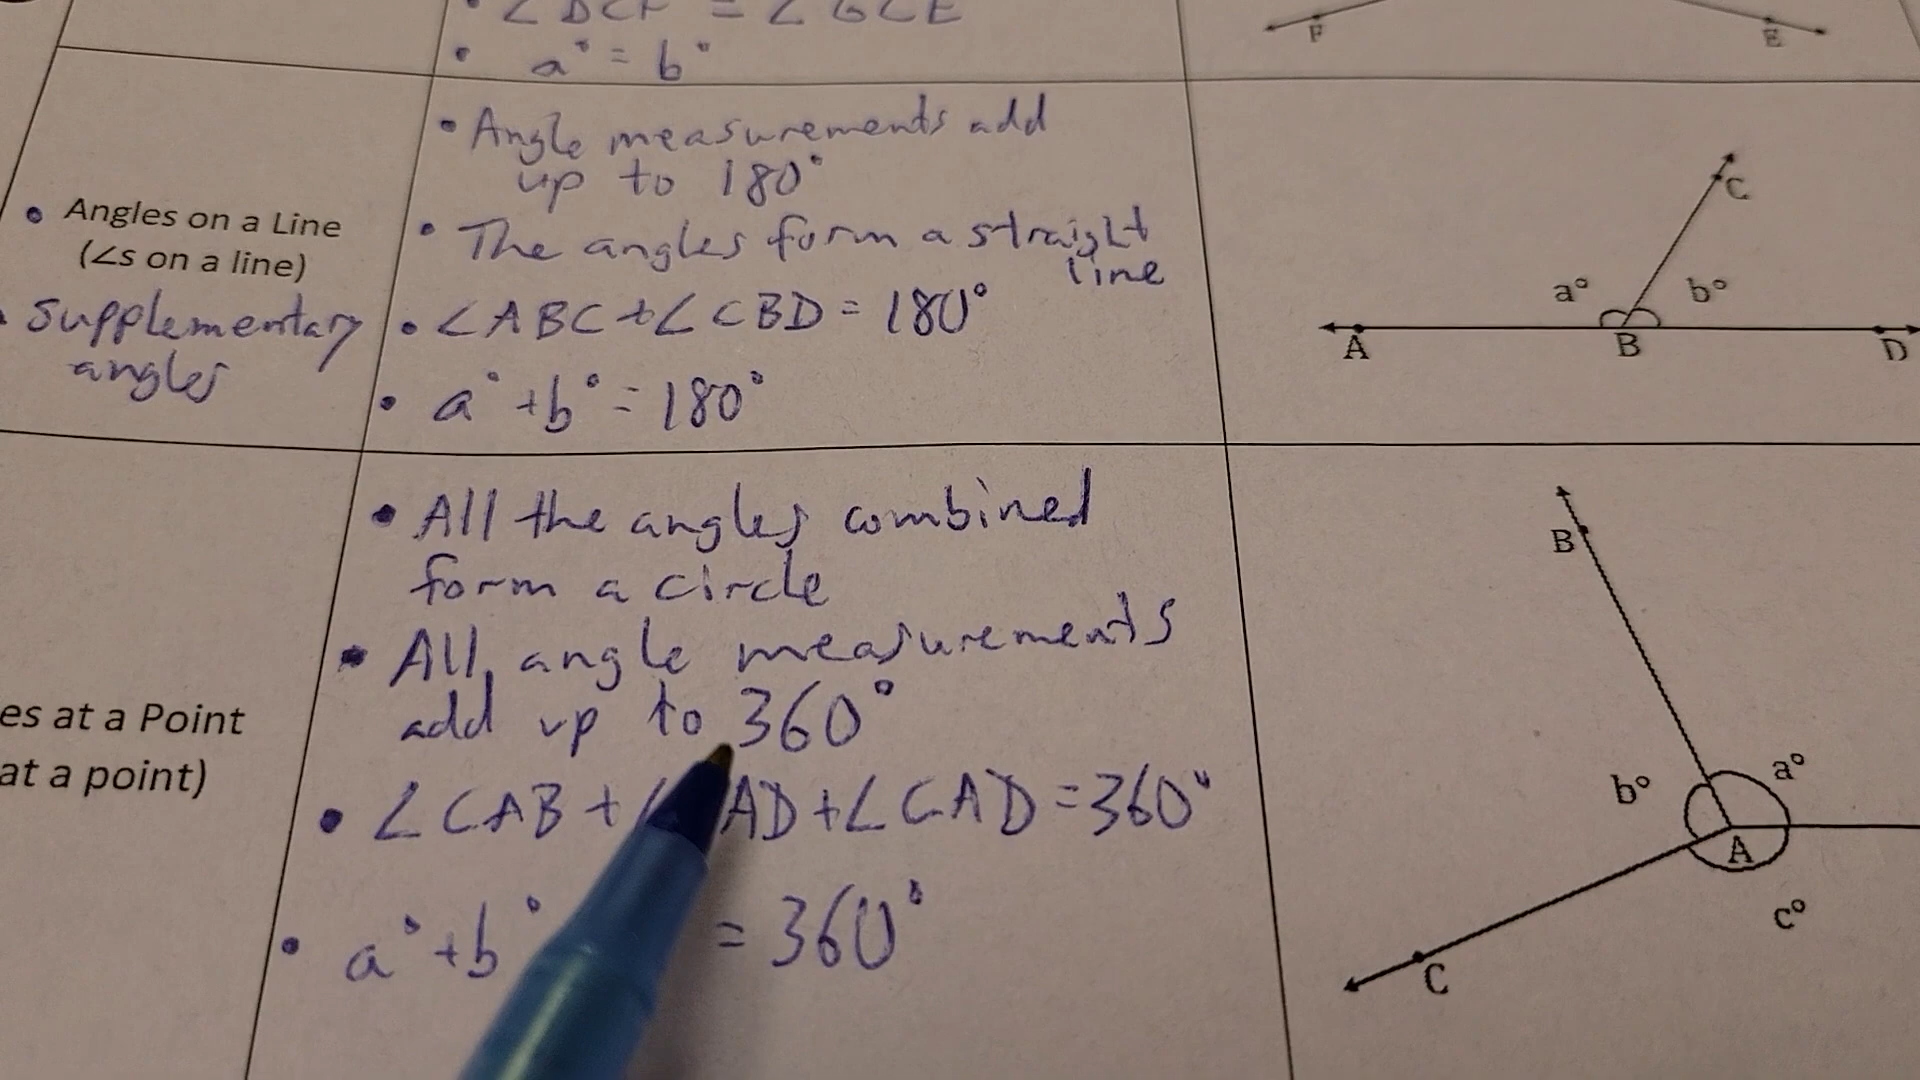 ∠DCF = ∠GCE
• a° = b°
F
E
• Angles on a Line
(∠s on a line)
• Supplementary
angles
• Angle measurements add
up to 180°
• The angles form a straight
line
• ∠ABC + ∠CBD = 180°
• a° + b° = 180°
C
a° b°
A B D
es at a Point
at a point)
• All the angles combined
form a circle
• All angle measurements
add up to 360°
• ∠CAB + AD + ∠CAD = 360°
• a° + b° = 360°
B
a°
b°
A
c°
C